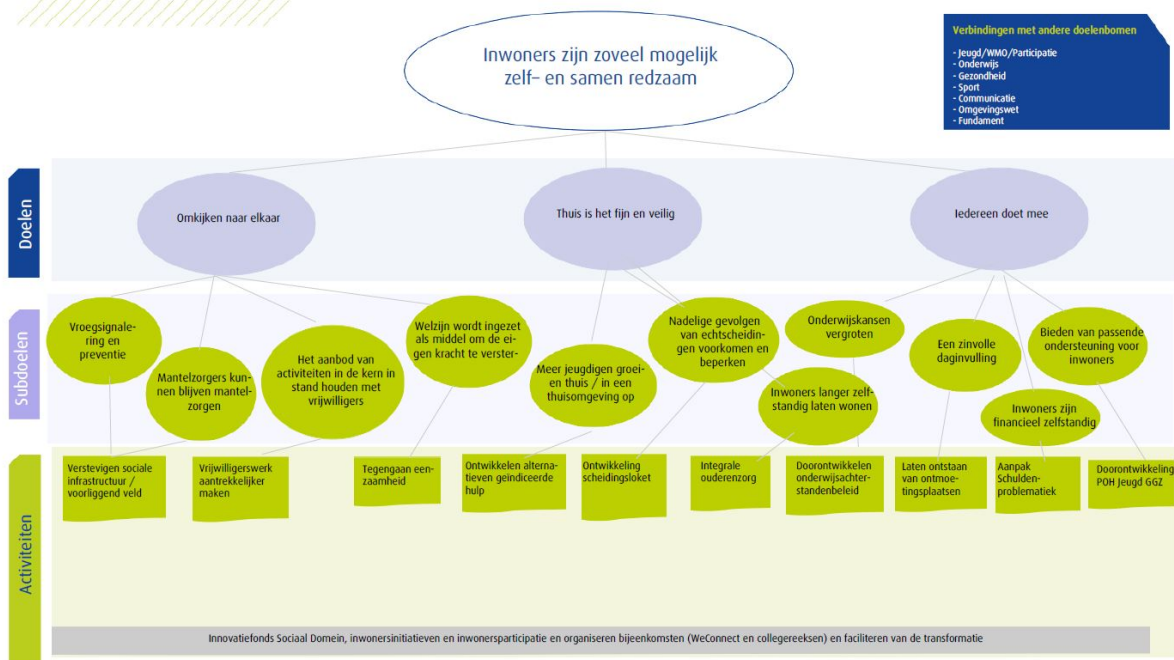 Inwoners zijn zoveel mogelijk
zelf– en samen redzaam
Verbindingen met andere doelenbomen
- Jeugd/WMO/Participatie
- Onderwijs
- Gezondheid
- Sport
- Communicatie
- Omgevingswet
- Fundament
Doelen
Omkijken naar elkaar
Thuis is het fijn en veilig
Iedereen doet mee
Subdoelen
Vroegsignale-
ring en
preventie
Mantelzorgers kun-
nen blijven mantel-
zorgen
Het aanbod van
activiteiten in de kern in
stand houden met
vrijwilligers
Welzijn wordt ingezet
als middel om de ei-
gen kracht te verster-
Meer jeugdigen groei-
en thuis / in een
thuisomgeving op
Nadelige gevolgen
van echtscheidin-
gen voorkomen en
beperken
Inwoners langer zelf-
standig laten wonen
Onderwijskansen
vergroten
Een zinvolle
daginvulling
Inwoners zijn
financieel zelfstandig
Bieden van passende
ondersteuning voor
inwoners
Activiteiten
Verstevigen sociale
infrastructuur /
voorliggend veld
Vrijwilligerswerk
aantrekkelijker
maken
Tegengaan een-
zaamheid
Ontwikkelen alterna-
tieven geïndiceerde
hulp
Ontwikkeling
scheidingsloket
Integrale
ouderenzorg
Doorontwikkelen
onderwijsachter-
standenbeleid
Laten ontstaan
van ontmoe-
tingsplaatsen
Aanpak
Schulden-
problematiek
Doorontwikkeling
POH Jeugd GGZ
Innovatiefonds Sociaal Domein, inwonersinitiatieven en inwonersparticipatie en organiseren bijeenkomsten (WeConnect en collegereeksen) en faciliteren van de transformatie